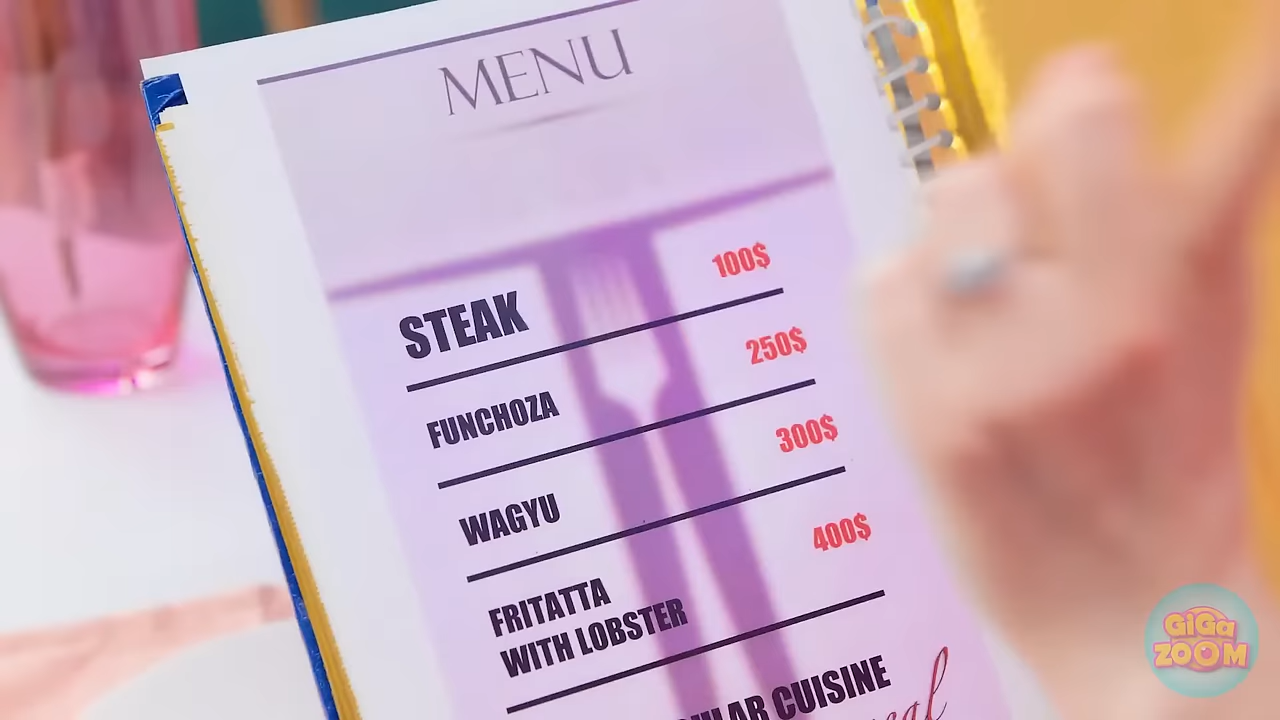 MENU
STEAK 100$
FUNCHOZA 250$
WAGYU 300$
FRITATTA 400$
WITH LOBSTER
CUISINE
GiGa
ZOOM